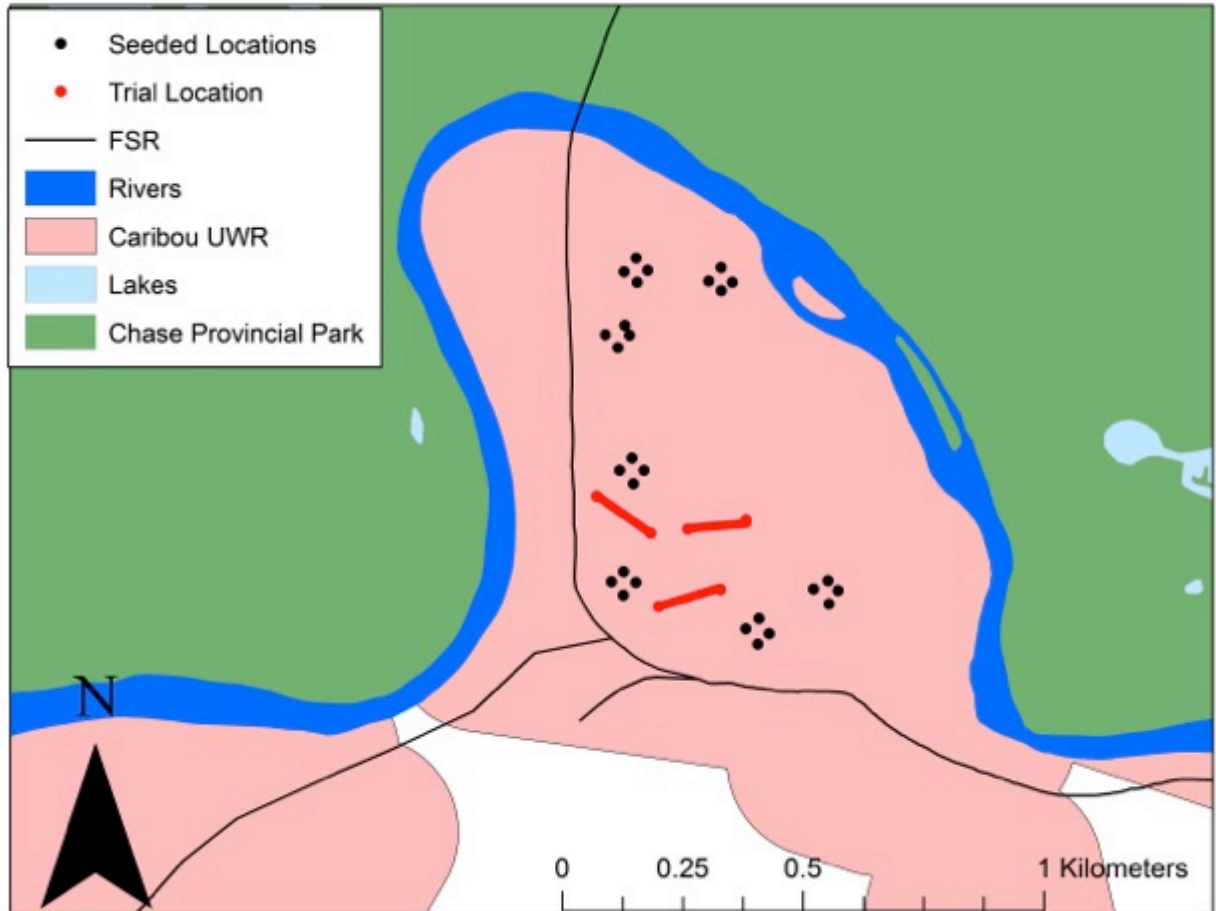 Seeded Locations
Trial Location
FSR
Rivers
Caribou UWR
Lakes
Chase Provincial Park
N
0 0.25 0.5 1 Kilometers